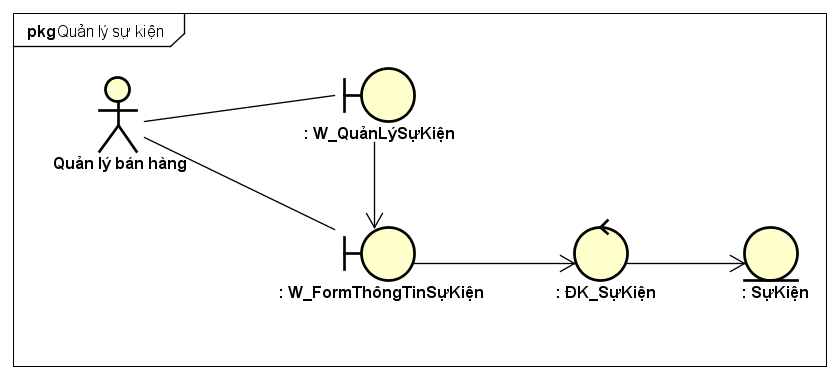 pkg Quản lý sự kiện
: W_QuảnLýSựKiện
Quản lý bán hàng
: W_FormThôngTinSựKiện
: ĐK_SựKiện
: SựKiện